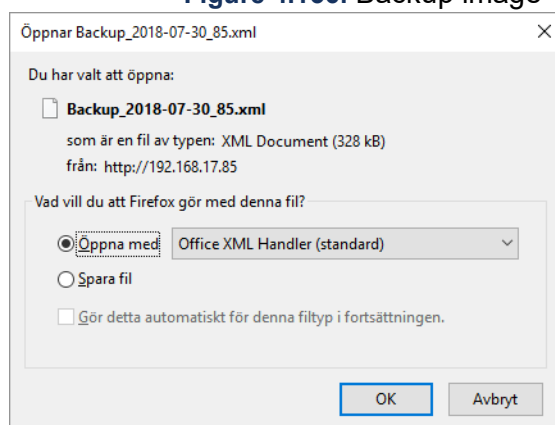 Backup image
Öppnar Backup_2018-07-30_85.xml
Du har valt att öppna:
Backup_2018-07-30_85.xml
som är en fil av typen: XML Document (328 kB)
från: http://192.168.17.85
Vad vill du att Firefox gör med denna fil?
Öppna med Office XML Handler (standard)
Spara fil
Gör detta automatiskt för denna filtyp i fortsättningen.
OK Avbryt